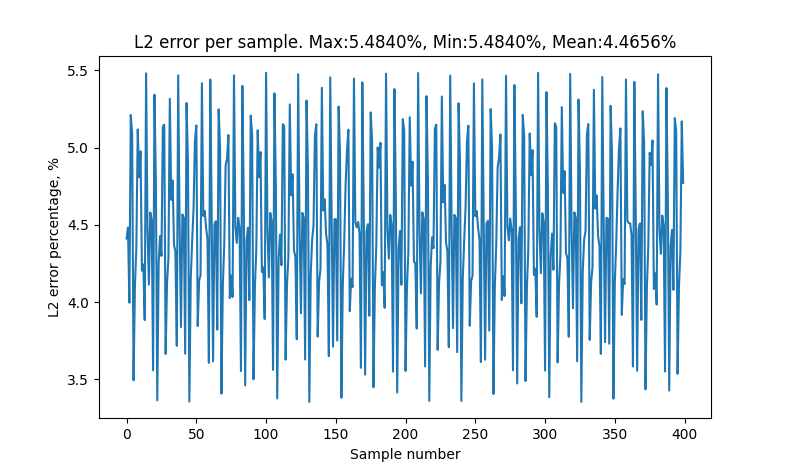 L2 error per sample. Max:5.4840%, Min:5.4840%, Mean:4.4656%
5.5
5.0
4.5
4.0
3.5
L2 error percentage, %
0 50 100 150 200 250 300 350 400
Sample number